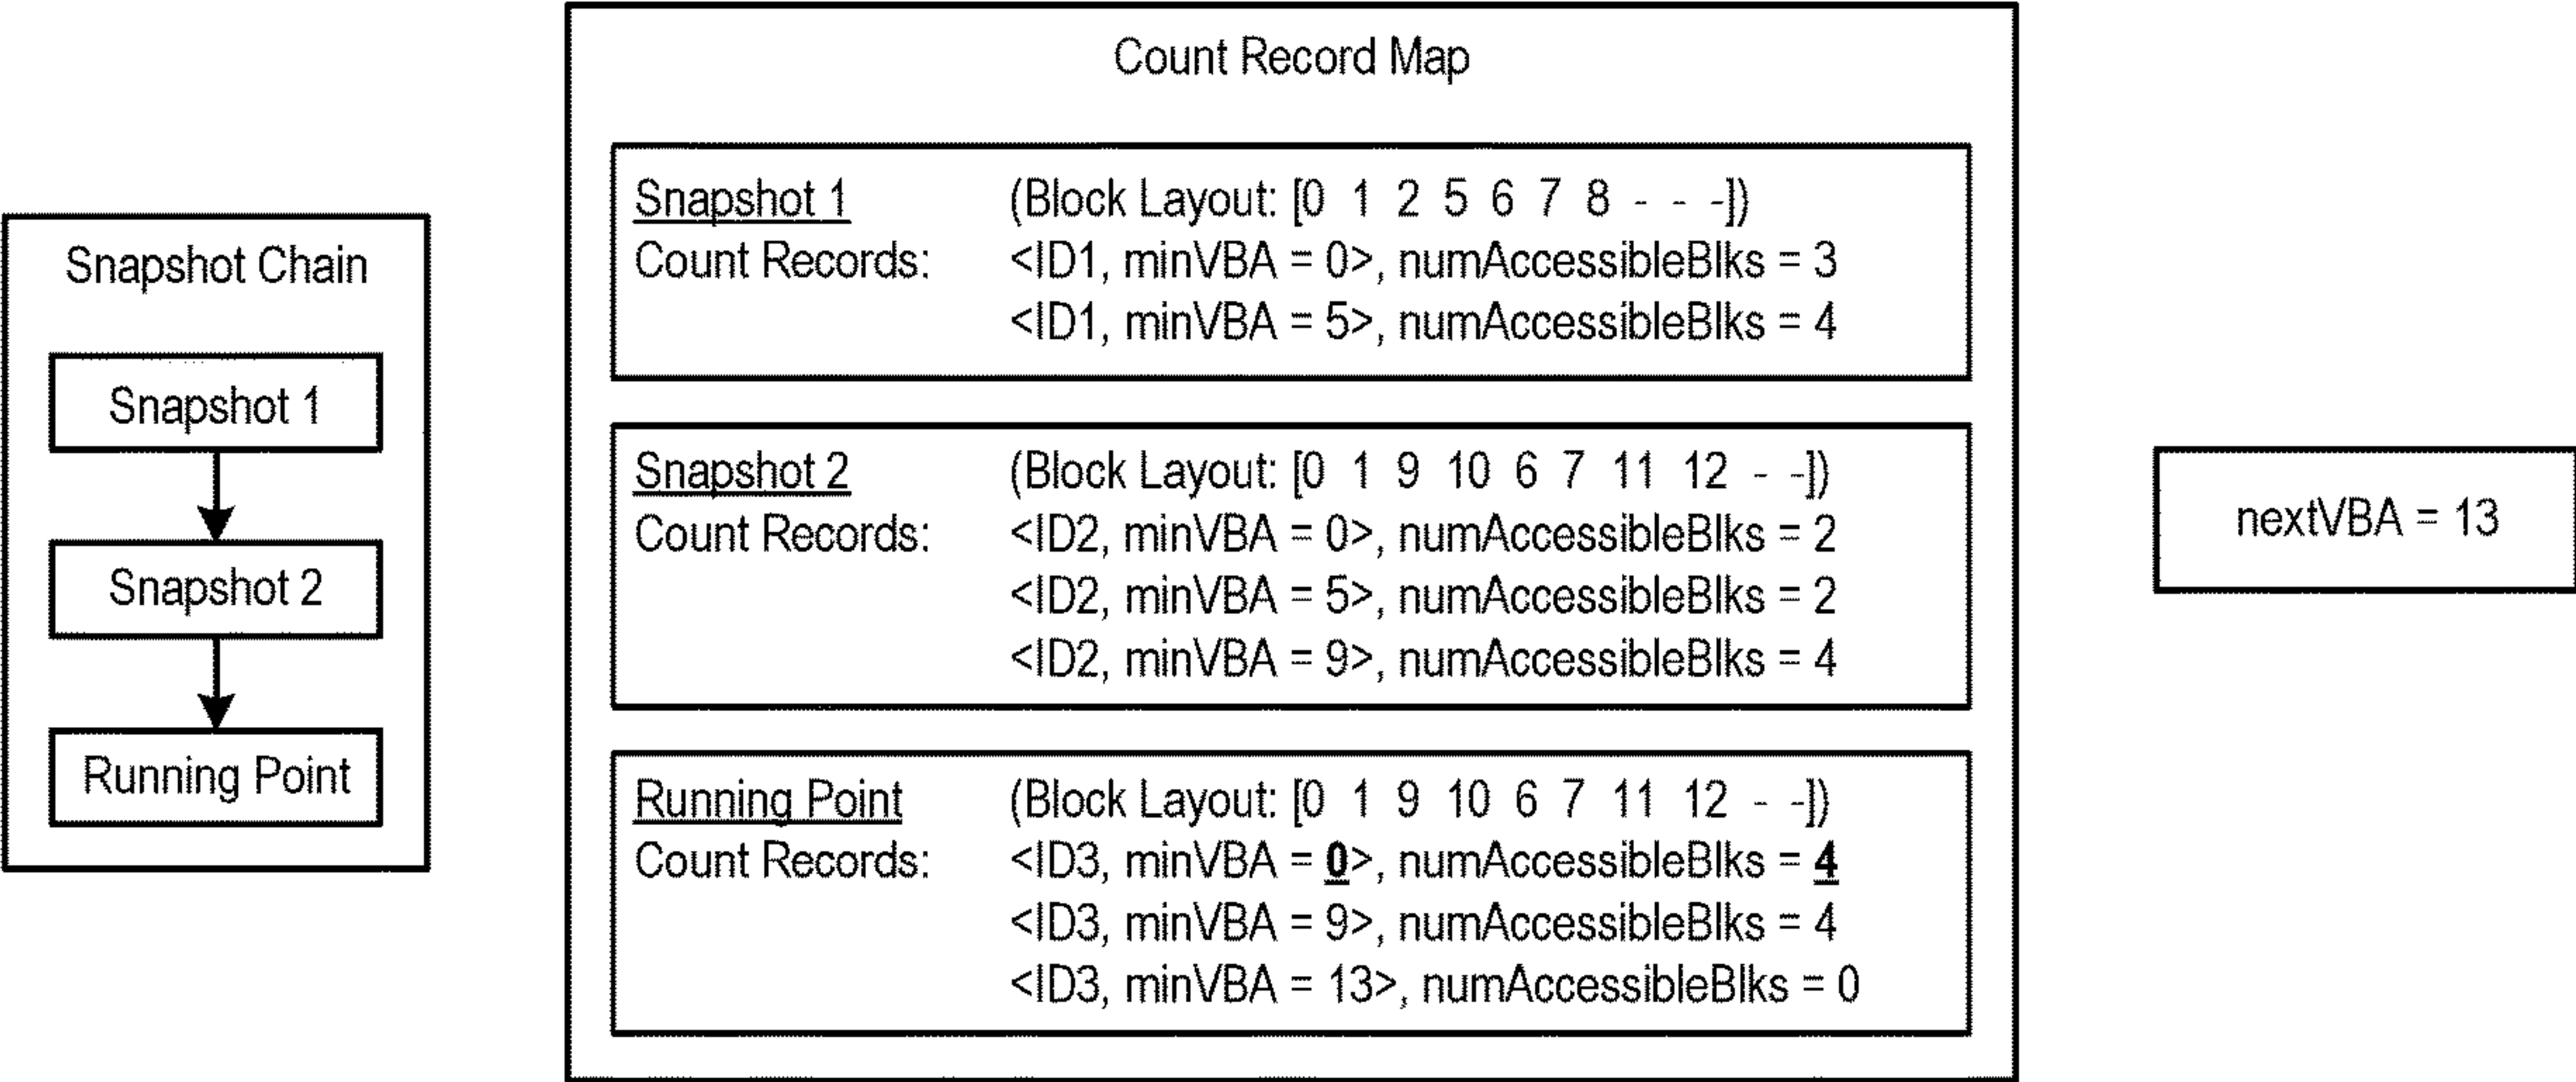 Count Record Map
Snapshot Chain
Snapshot 1
Snapshot 2
Running Point
Snapshot 1 (Block Layout: [0 1 2 5 6 7 8 - - -])
Count Records: <ID1, minVBA = 0>, numAccessibleBlks = 3
<ID1, minVBA = 5>, numAccessibleBlks = 4
Snapshot 2 (Block Layout: [0 1 9 10 6 7 11 12 - -])
Count Records: <ID2, minVBA = 0>, numAccessibleBlks = 2
<ID2, minVBA = 5>, numAccessibleBlks = 2
<ID2, minVBA = 9>, numAccessibleBlks = 4
Running Point (Block Layout: [0 1 9 10 6 7 11 12 - -])
Count Records: <ID3, minVBA = 0>, numAccessibleBlks = 4
<ID3, minVBA = 9>, numAccessibleBlks = 4
<ID3, minVBA = 13>, numAccessibleBlks = 0
nextVBA = 13